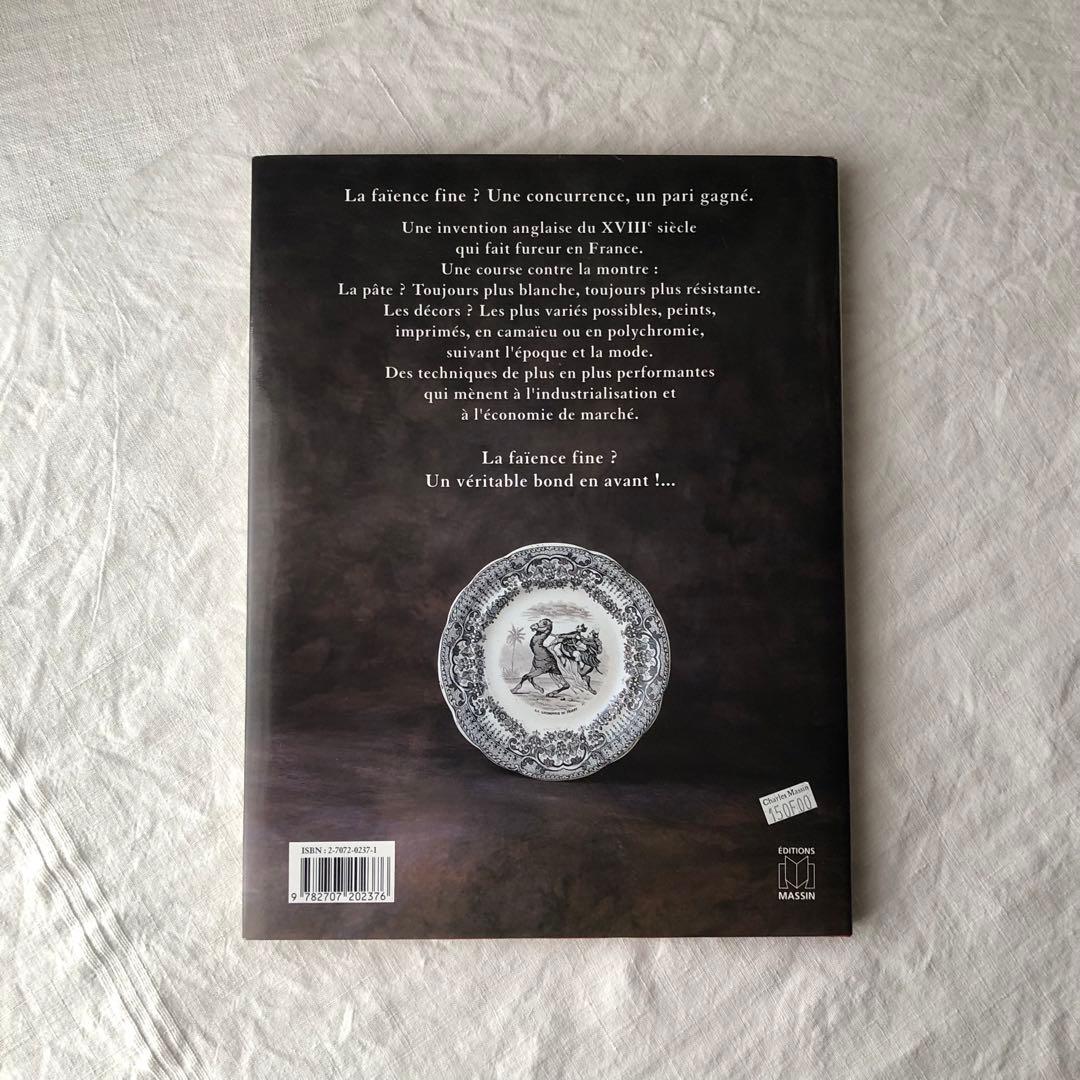 La faïence fine ? Une concurrence, un pari gagné.
Une invention anglaise du XVIIIe siècle
qui fait fureur en France.
Une course contre la montre :
La pâte ? Toujours plus blanche, toujours plus résistante.
Les décors ? Les plus variés possibles, peints,
imprimés, en camaïeu ou en polychromie,
suivant l'époque et la mode.
Des techniques de plus en plus performantes
qui mènent à l'industrialisation et
à l'économie de marché.
La faïence fine ?
Un véritable bond en avant !...
Charles Massin
150F00
ISBN : 2-7072-0237-1
9 782707 202376
ÉDITIONS
MASSIN